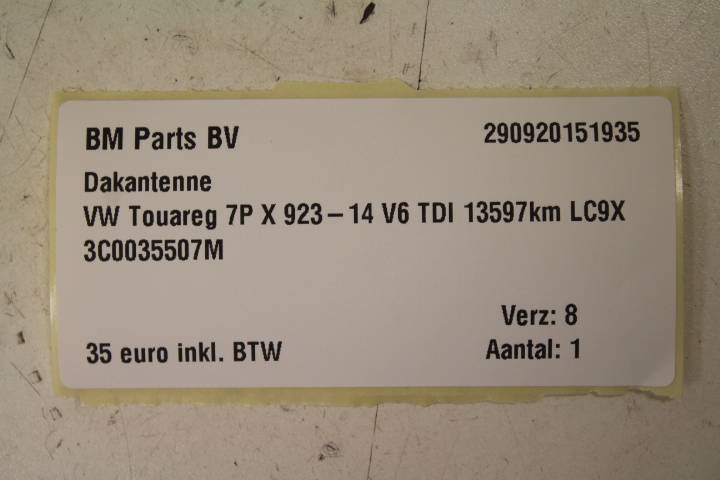 BM Parts BV 290920151935
Dakantenne
VW Touareg 7P X 923-14 V6 TDI 13597km LC9X
3C0035507M
Verz: 8
35 euro inkl. BTW Aantal: 1